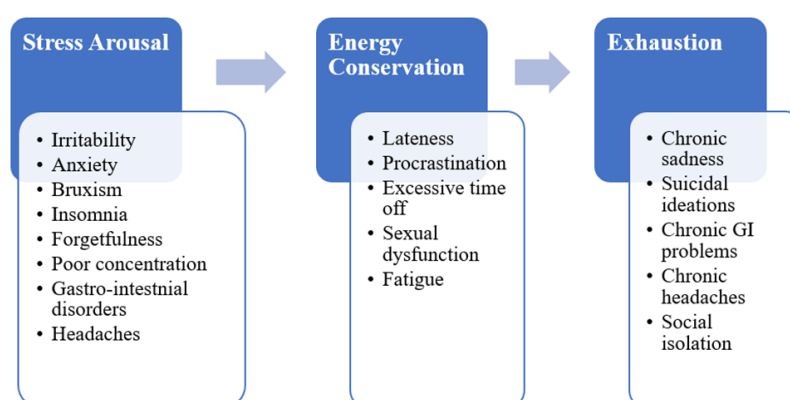 Stress Arousal
• Irritability
• Anxiety
• Bruxism
• Insomnia
• Forgetfulness
• Poor concentration
• Gastro-intestnial
disorders
• Headaches
Energy
Conservation
• Lateness
• Procrastination
• Excessive time
off
• Sexual
dysfunction
• Fatigue
Exhaustion
• Chronic
sadness
• Suicidal
ideations
• Chronic GI
problems
• Chronic
headaches
• Social
isolation